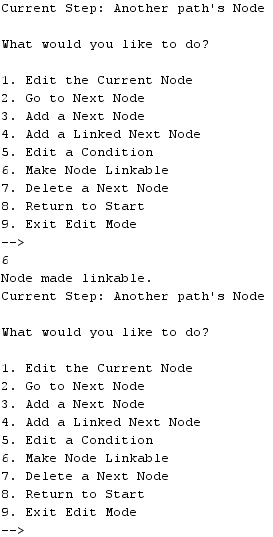 Current Step: Another path's Node
What would you like to do?
1. Edit the Current Node
2. Go to Next Node
3. Add a Next Node
4. Add a Linked Next Node
5. Edit a Condition
6. Make Node Linkable
7. Delete a Next Node
8. Return to Start
9. Exit Edit Mode
-->
6
Node made linkable.
Current Step: Another path's Node
What would you like to do?
1. Edit the Current Node
2. Go to Next Node
3. Add a Next Node
4. Add a Linked Next Node
5. Edit a Condition
6. Make Node Linkable
7. Delete a Next Node
8. Return to Start
9. Exit Edit Mode
-->